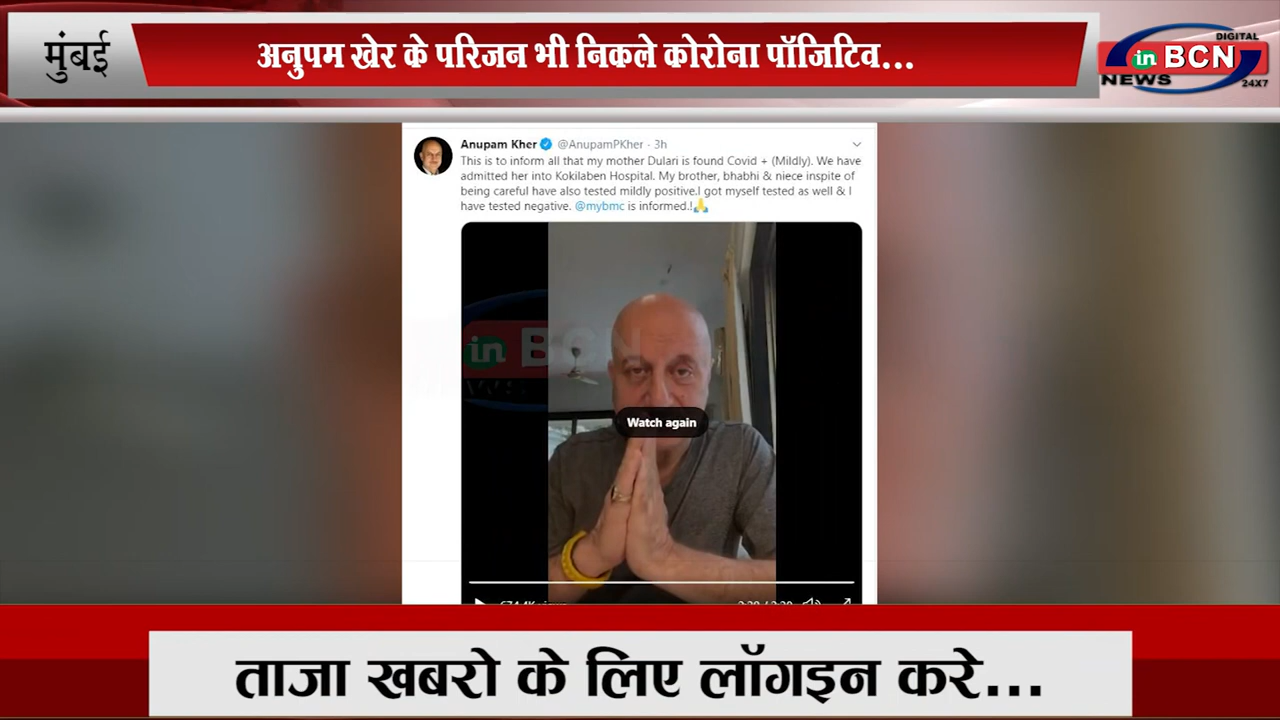 मुंबई
अनुपम खेर के परिजन भी निकले कोरोना पॉजिटिव...
DIGITAL
in BCN
NEWS
24X7
Anupam Kher @AnupamPKher · 3h
This is to inform all that my mother Dulari is found Covid + (Mildly). We have
admitted her into Kokilaben Hospital. My brother, bhabhi & niece inspite of
being careful have also tested mildly positive.I got myself tested as well & I
have tested negative. @mybmc is informed.!🙏
in BCN
Watch again
ताजा खबरो के लिए लॉगइन करे...